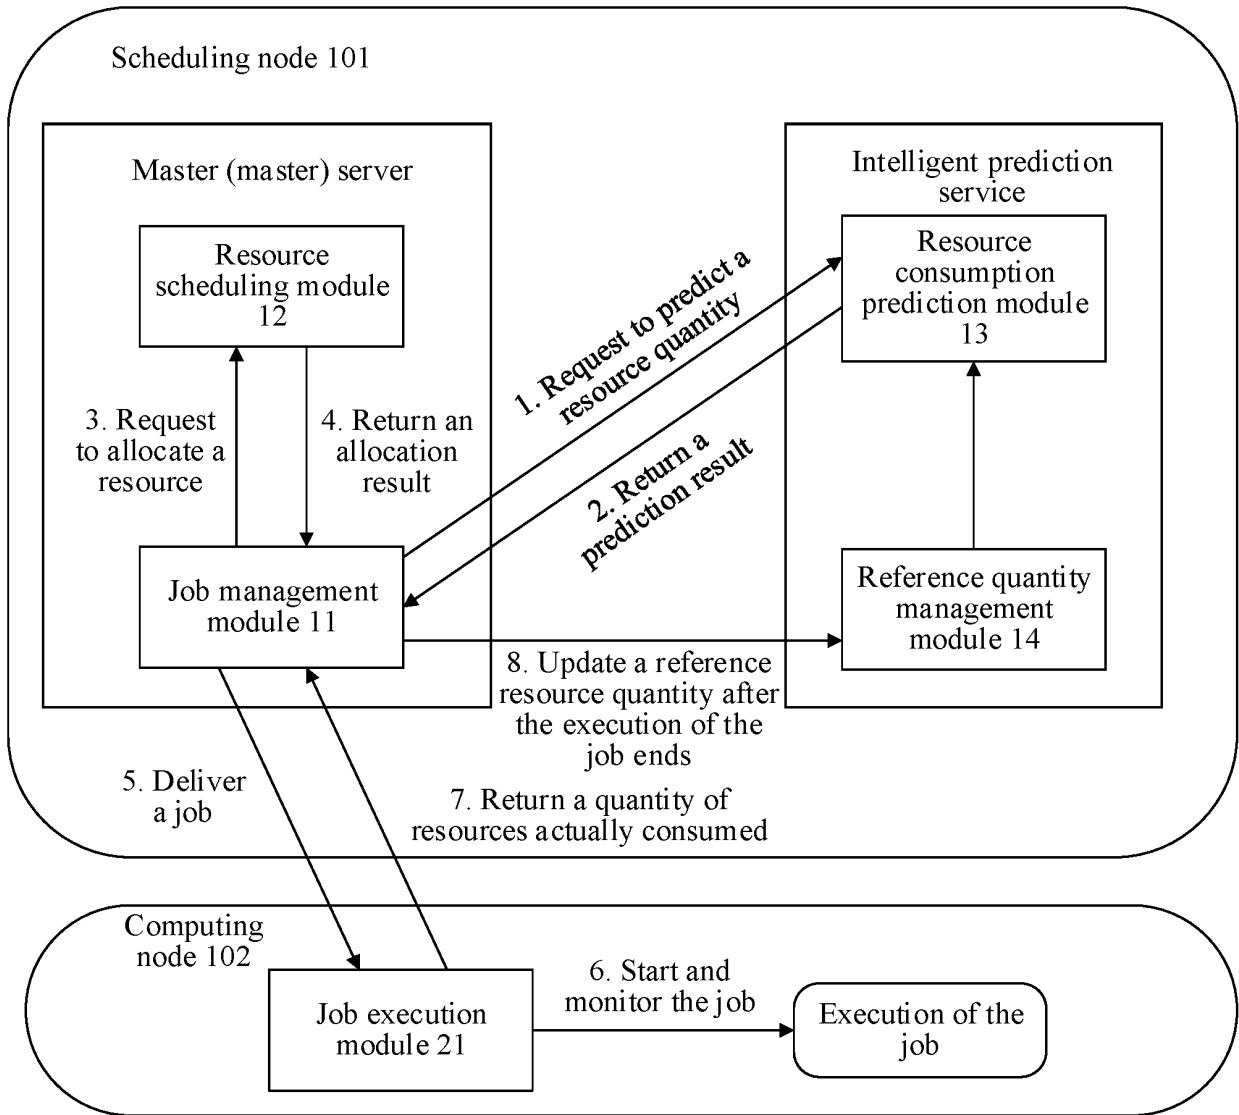 Scheduling node 101
Master (master) server
Resource
scheduling module
12
3. Request
to allocate a
resource
4. Return an
allocation
result
Job management
module 11
1. Request to predict a
resource quantity
2. Return a
prediction result
Intelligent prediction
service
Resource
consumption
prediction module
13
Reference quantity
management
module 14
8. Update a reference
resource quantity after
the execution of the
job ends
5. Deliver
a job
7. Return a quantity of
resources actually consumed
Computing
node 102
Job execution
module 21
6. Start and
monitor the job
Execution of the
job